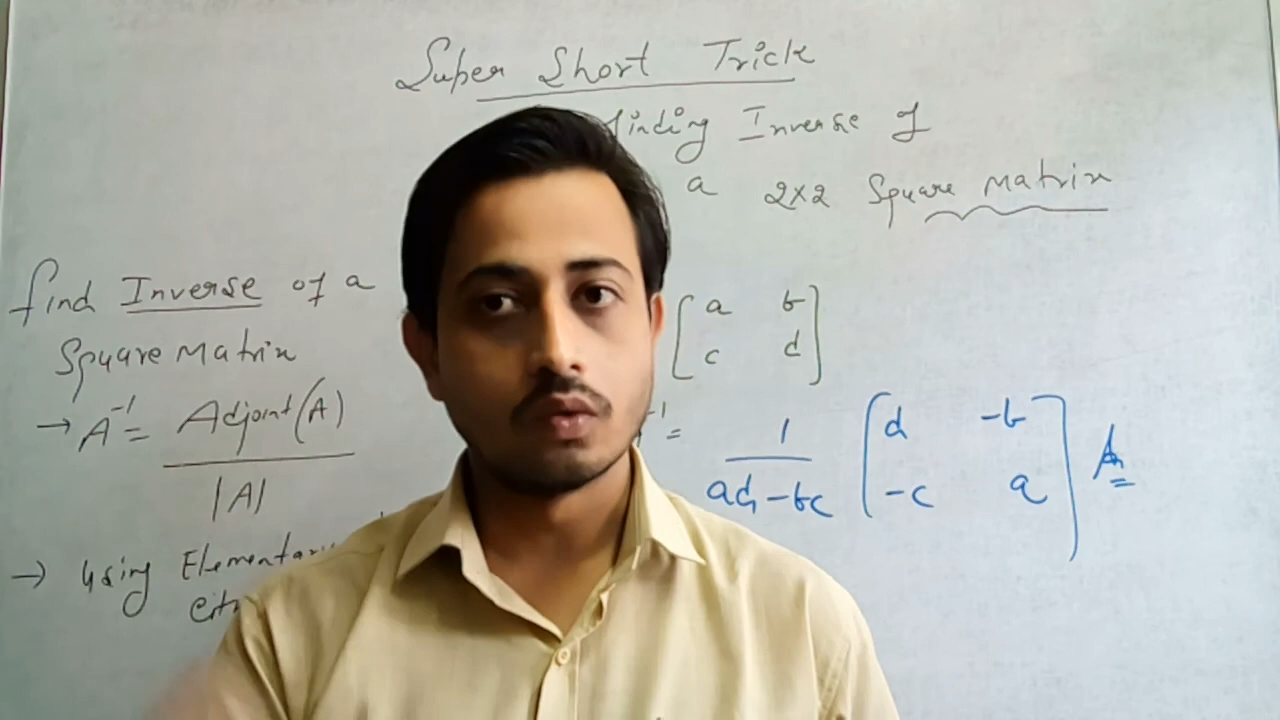 Super Short Trick
finding Inverse of
a 2x2 Square Matrix
find Inverse of a
Square Matrix
→ A⁻¹ = Adjoint(A)
|A|
→ Using Elementary
[a b
c d]
⁻¹ = 1
ad-bc
[d -b
-c a]